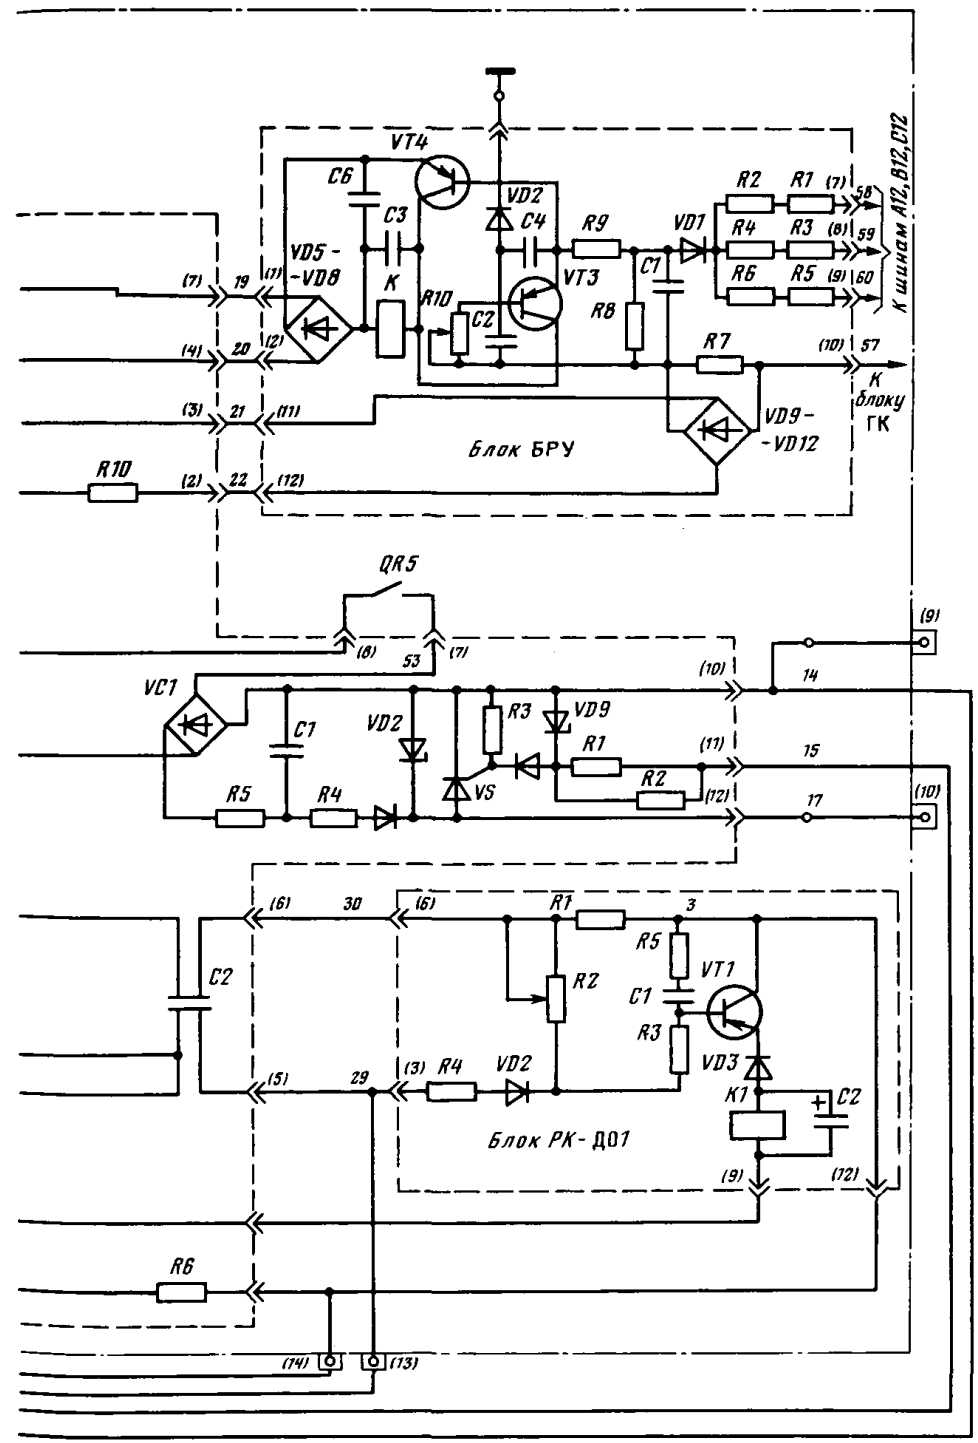 VT4
C6
C3
VD2
C4
R9
VD1
R2
R1
(7)
58
R4
R3
(8)
59
R6
R5
(9)
60
К шинам А12, В12, С12
VD5 -
-VD8
К
R10
C2
VT3
R8
C1
R7
(10)
57
К
блоку
ГК
(7)
19
(1)
(4)
20
(2)
(3)
21
(11)
R10
(2)
22
(12)
VD9 -
-VD12
Блок БРУ
QR5
(6)
53
(7)
(9)
VC1
C1
VD2
R3
VD9
(10)
14
R1
(11)
15
VS
R2
(12)
17
(10)
R5
R4
(6)
30
(6)
R1
3
C2
R2
R5
VT1
C1
R3
VD3
(5)
29
(3)
R4
VD2
K1
+
C2
Блок РК-Д01
(9)
(12)
R6
(14)
(13)